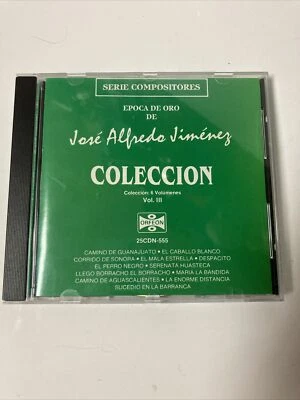 SERIE COMPOSITORES
EPOCA DE ORO
DE
José Alfredo Jiménez
COLECCION
Colección: 6 Volumenes
Vol. III
ORFEON
25CDN-555
CAMINO DE GUANAJUATO • EL CABALLO BLANCO
CORRIDO DE SONORA • EL MALA ESTRELLA • DESPACITO
EL PERRO NEGRO • SERENATA HUASTECA
LLEGO BORRACHO EL BORRACHO • MARIA LA BANDIDA
CAMINO DE AGUASCALIENTES • LA ENORME DISTANCIA
SUCEDIO EN LA BARRANCA